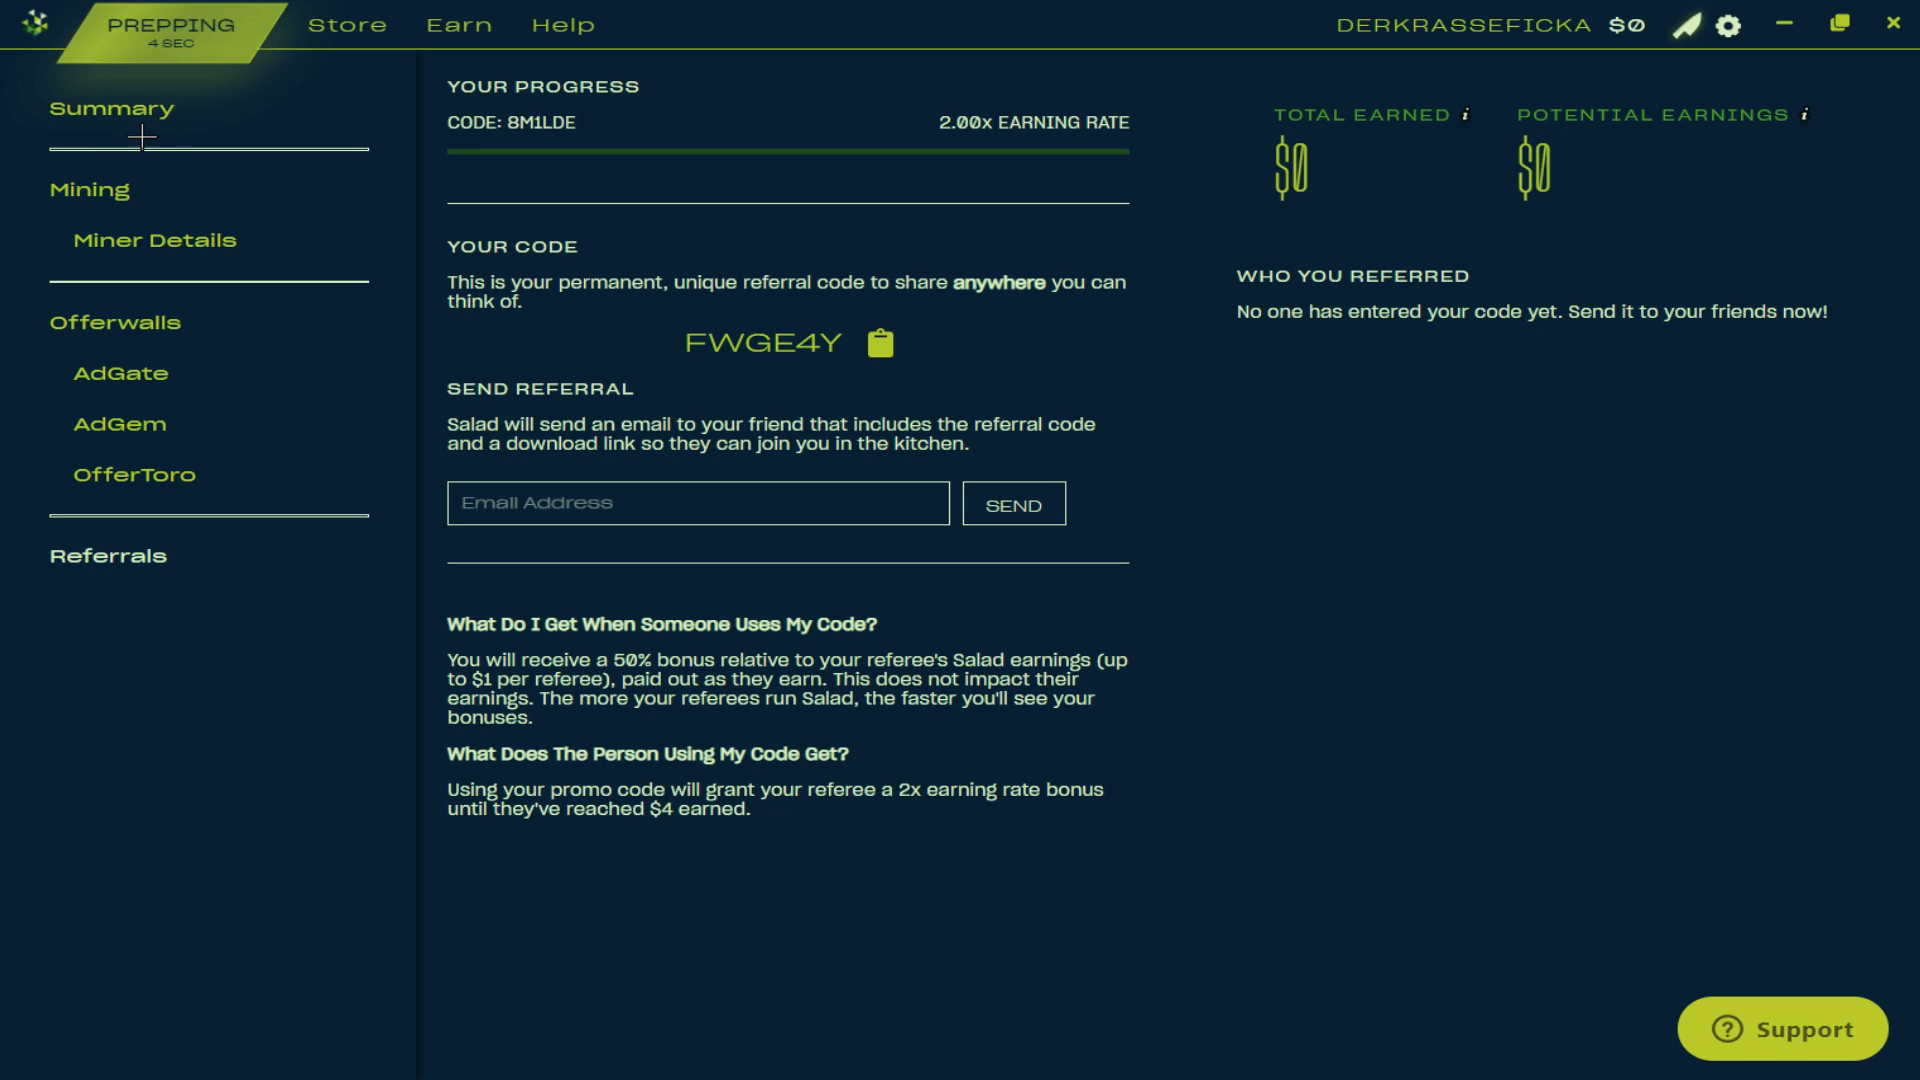 PREPPING
4 SEC
Store
Earn
Help
DERKRASSEFICKA
$0
Summary
Mining
Miner Details
Offerwalls
AdGate
AdGem
OfferToro
Referrals
YOUR PROGRESS
CODE: 8M1LDE
2.00x EARNING RATE
YOUR CODE
This is your permanent, unique referral code to share anywhere you can
think of.
FWGE4Y
SEND REFERRAL
Salad will send an email to your friend that includes the referral code
and a download link so they can join you in the kitchen.
Email Address
SEND
What Do I Get When Someone Uses My Code?
You will receive a 50% bonus relative to your referee's Salad earnings (up
to $1 per referee), paid out as they earn. This does not impact their
earnings. The more your referees run Salad, the faster you'll see your
bonuses.
What Does The Person Using My Code Get?
Using your promo code will grant your referee a 2x earning rate bonus
until they've reached $4 earned.
TOTAL EARNED i
$0
POTENTIAL EARNINGS i
$0
WHO YOU REFERRED
No one has entered your code yet. Send it to your friends now!
? Support